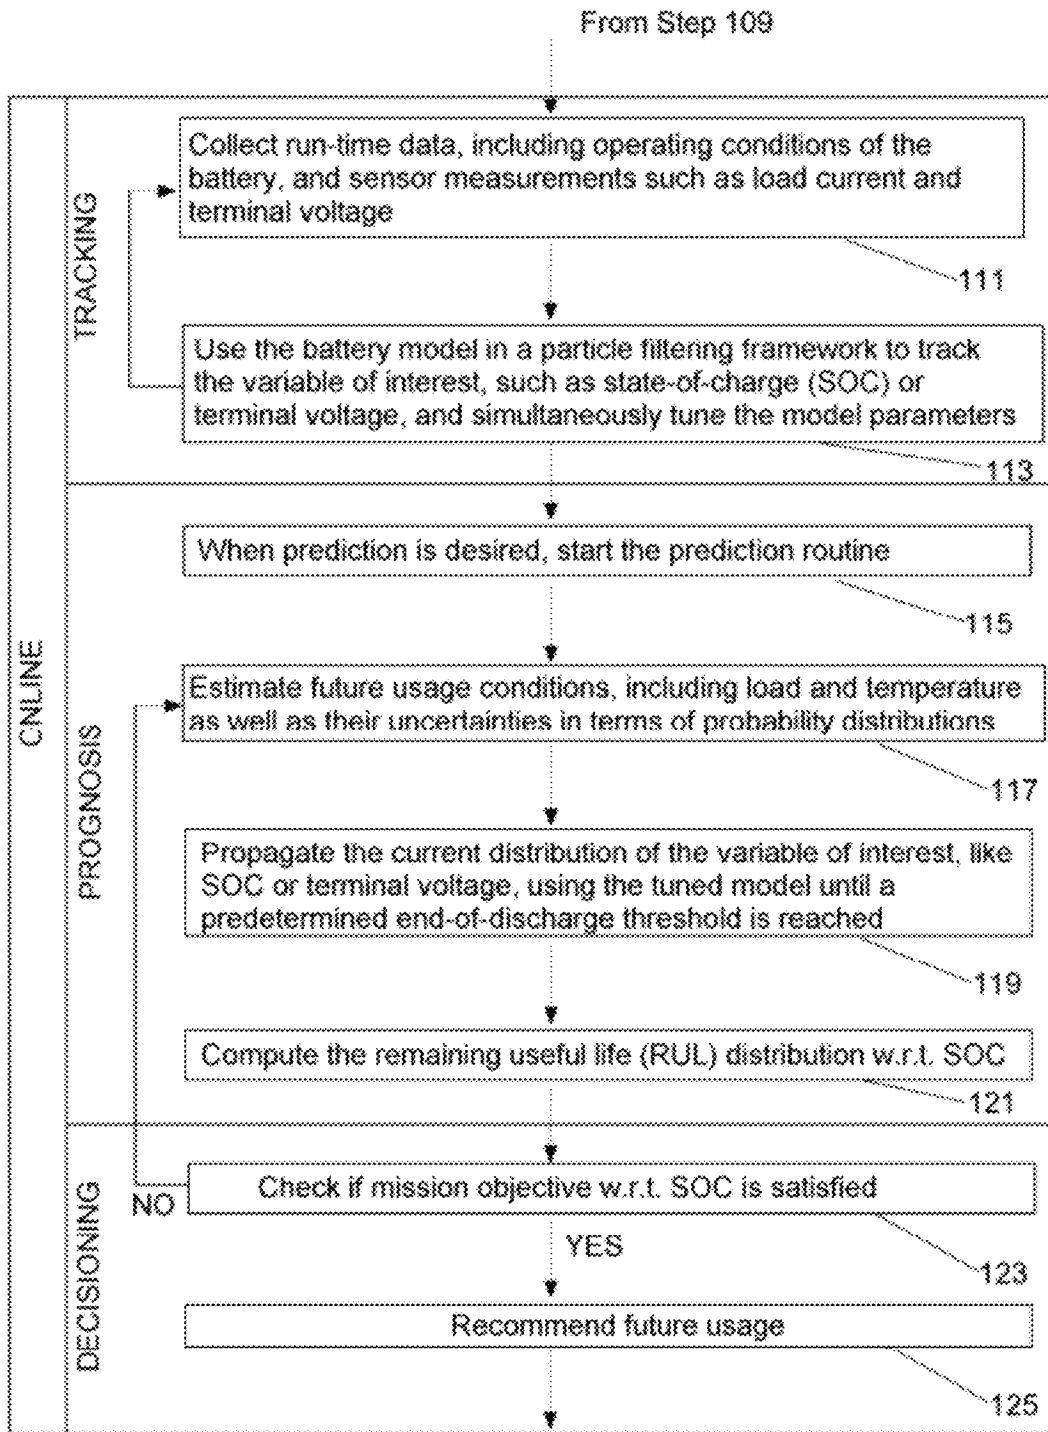 From Step 109
CNLINE
TRACKING
Collect run-time data, including operating conditions of the
battery, and sensor measurements such as load current and
terminal voltage
111
Use the battery model in a particle filtering framework to track
the variable of interest, such as state-of-charge (SOC) or
terminal voltage, and simultaneously tune the model parameters
113
PROGNOSIS
When prediction is desired, start the prediction routine
115
Estimate future usage conditions, including load and temperature
as well as their uncertainties in terms of probability distributions
117
Propagate the current distribution of the variable of interest, like
SOC or terminal voltage, using the tuned model until a
predetermined end-of-discharge threshold is reached
119
Compute the remaining useful life (RUL) distribution w.r.t. SOC
121
DECISIONING
Check if mission objective w.r.t. SOC is satisfied
NO
YES
123
Recommend future usage
125